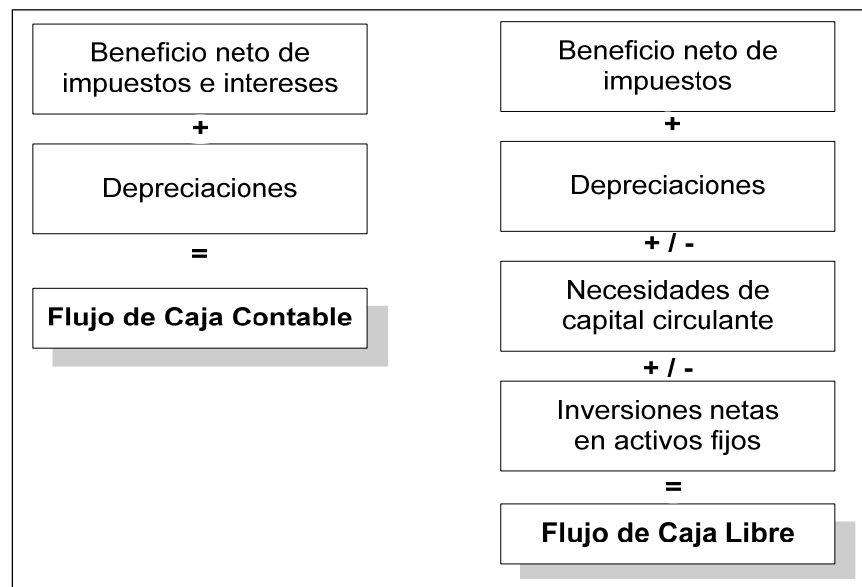 Beneficio neto de
impuestos e intereses
+
Depreciaciones
=
Flujo de Caja Contable
Beneficio neto de
impuestos
+
Depreciaciones
+ / -
Necesidades de
capital circulante
+ / -
Inversiones netas
en activos fijos
=
Flujo de Caja Libre